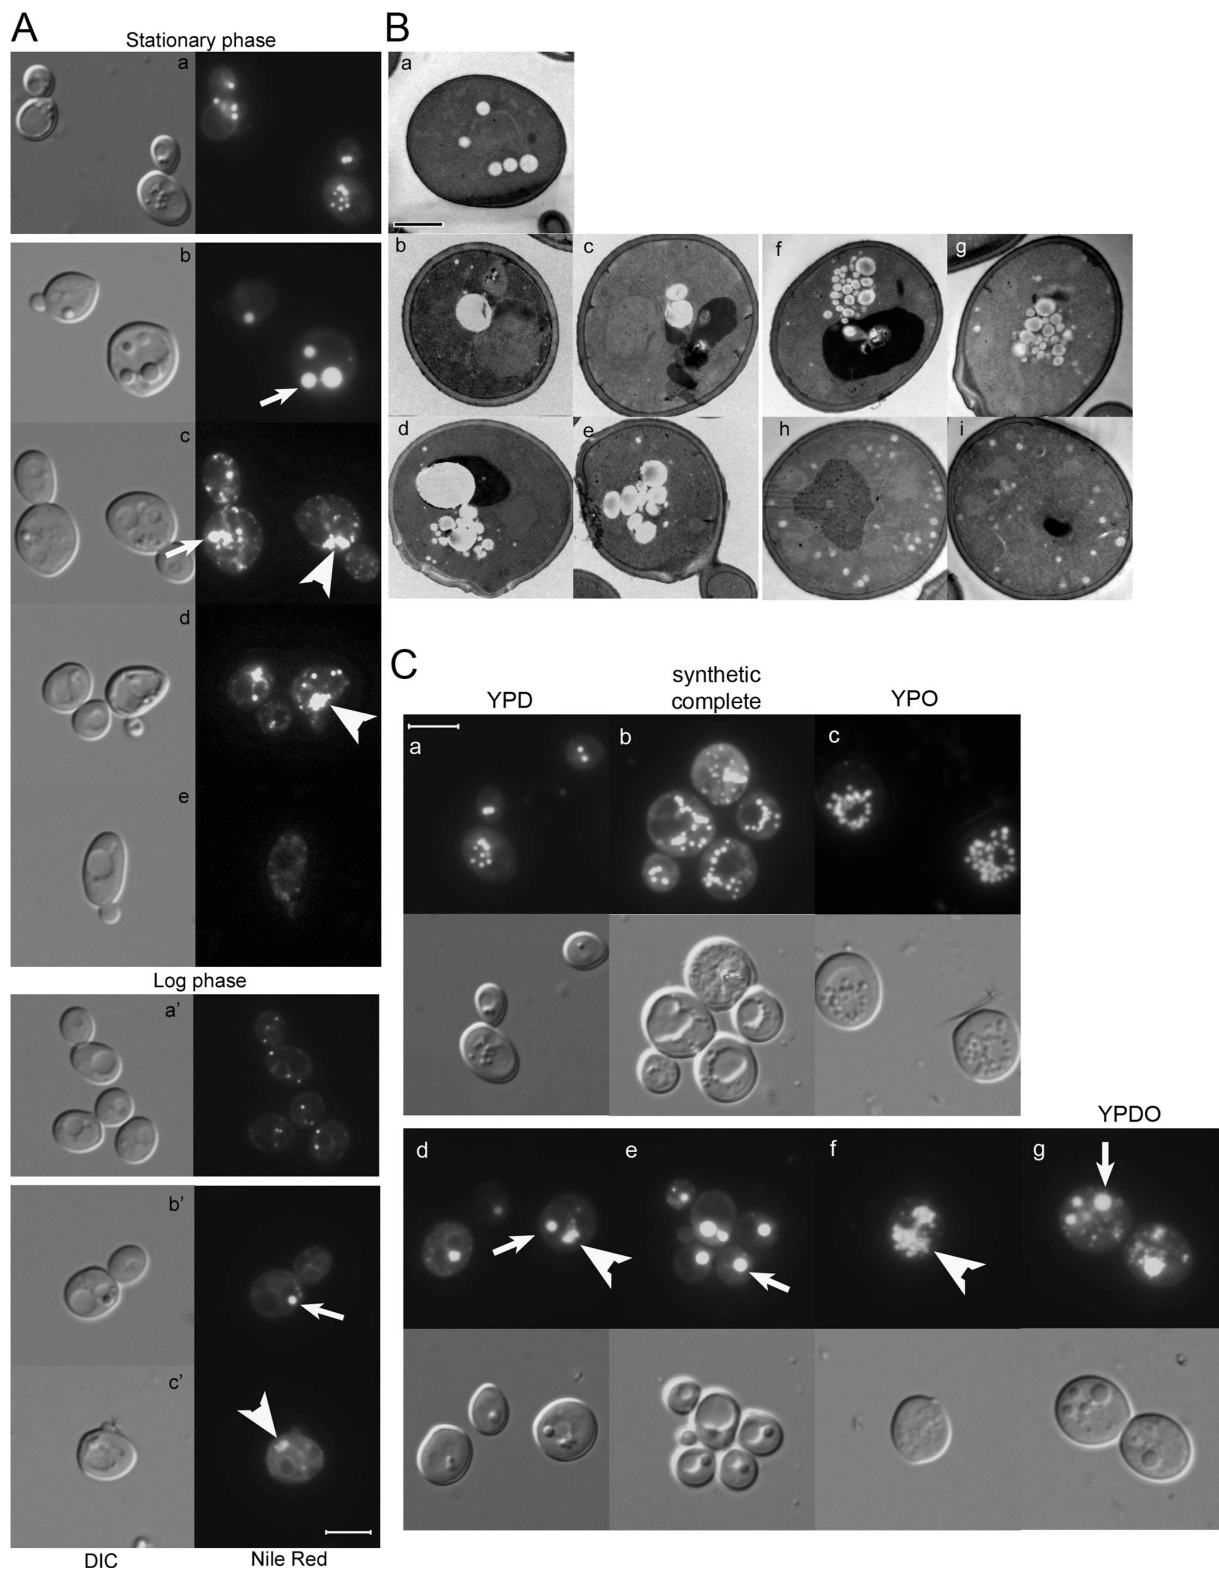 A
Stationary phase
a
b
c
d
e
Log phase
a’
b’
c’
DIC Nile Red
B
a
b c f g
d e h i
C
YPD synthetic complete YPO
a b c
YPDO
d e f g